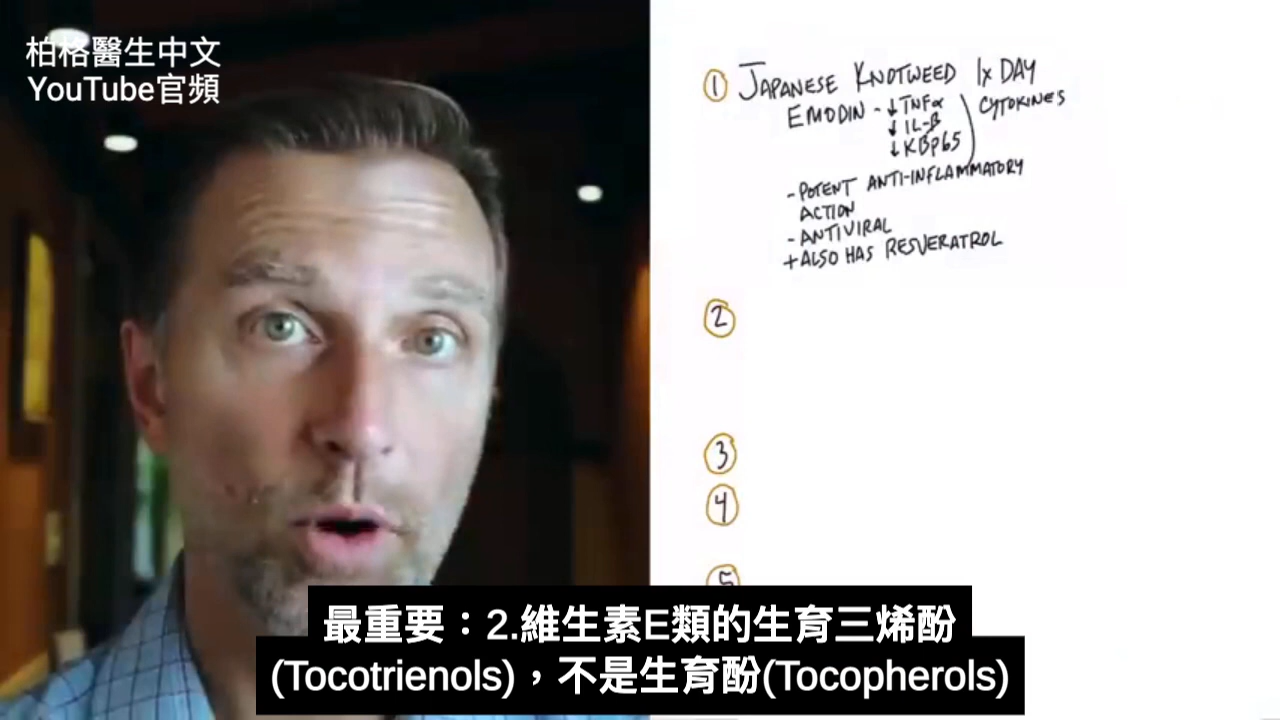 柏格醫生中文
YouTube官頻
① JAPANESE KNOTWEED 1x DAY
EMODIN - ↓TNFα
↓ IL-β
↓ KBP65
CYTOKINES
- POTENT ANTI-INFLAMMATORY
ACTION
- ANTIVIRAL
+ ALSO HAS RESVERATROL
②
③
④
5
最重要：2.維生素E類的生育三烯酚
(Tocotrienols)，不是生育酚(Tocopherols)